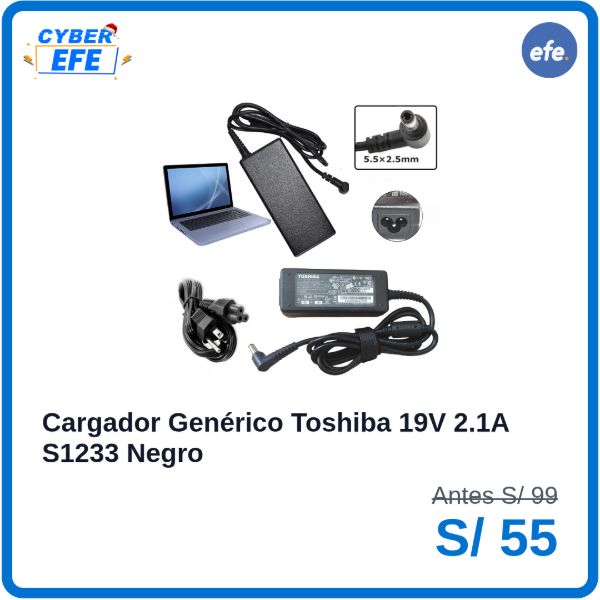 CYBER
EFE
efe.
5.5×2.5mm
TOSHIBA
Cargador Genérico Toshiba 19V 2.1A
S1233 Negro
Antes S/ 99
S/ 55